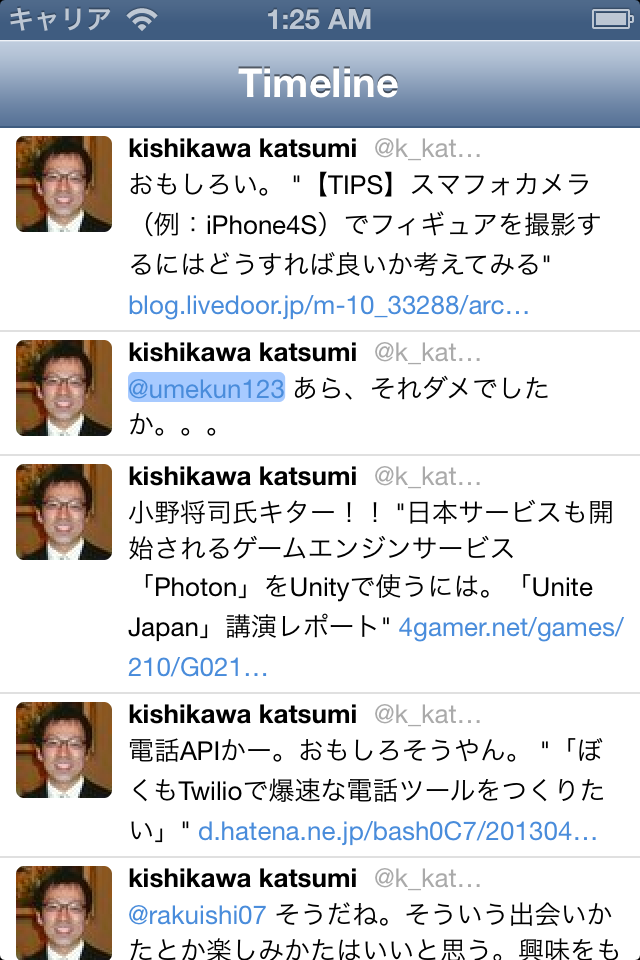 キャリア 1:25 AM
Timeline
kishikawa katsumi @k_kat…
おもしろい。 "【TIPS】スマフォカメラ
（例：iPhone4S）でフィギュアを撮影す
るにはどうすれば良いか考えてみる"
blog.livedoor.jp/m-10_33288/arc…
kishikawa katsumi @k_kat…
@umekun123 あら、それダメでした
か。。。
kishikawa katsumi @k_kat…
小野将司氏キター！！ "日本サービスも開
始されるゲームエンジンサービス
「Photon」をUnityで使うには。「Unite
Japan」講演レポート" 4gamer.net/games/
210/G021…
kishikawa katsumi @k_kat…
電話APIかー。おもしろそうやん。 "「ぼ
くもTwilioで爆速な電話ツールをつくりた
い」" d.hatena.ne.jp/bash0C7/201304…
kishikawa katsumi @k_kat…
@rakuishi07 そうだね。そういう出会いか
たとか楽しみかたはいいと思う。興味をも